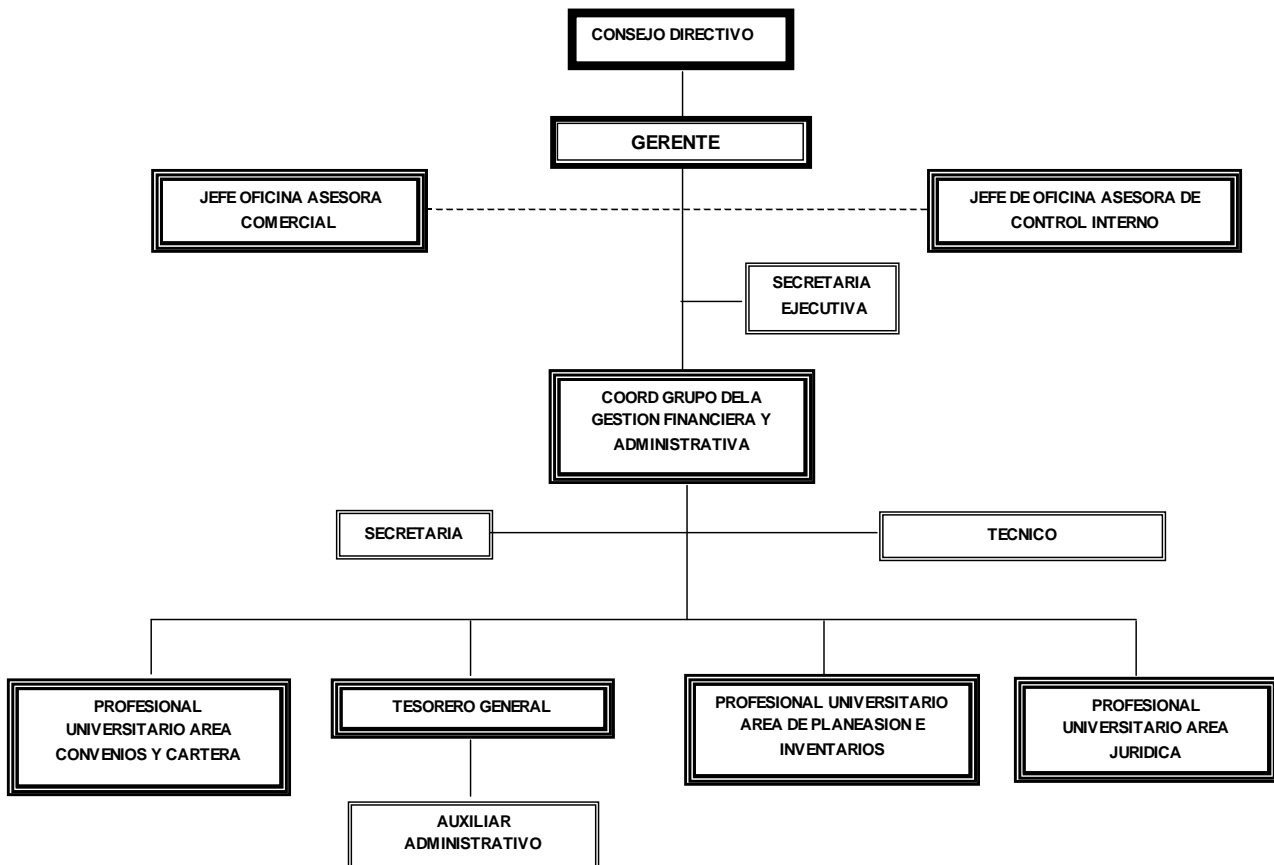 CONSEJO DIRECTIVO
GERENTE
JEFE OFICINA ASESORA
COMERCIAL
JEFE DE OFICINA ASESORA DE
CONTROL INTERNO
SECRETARIA
EJECUTIVA
COORD GRUPO DELA
GESTION FINANCIERA Y
ADMINISTRATIVA
SECRETARIA
TECNICO
PROFESIONAL
UNIVERSITARIO AREA
CONVENIOS Y CARTERA
TESORERO GENERAL
PROFESIONAL UNIVERSITARIO
AREA DE PLANEASION E
INVENTARIOS
PROFESIONAL
UNIVERSITARIO AREA
JURIDICA
AUXILIAR
ADMINISTRATIVO